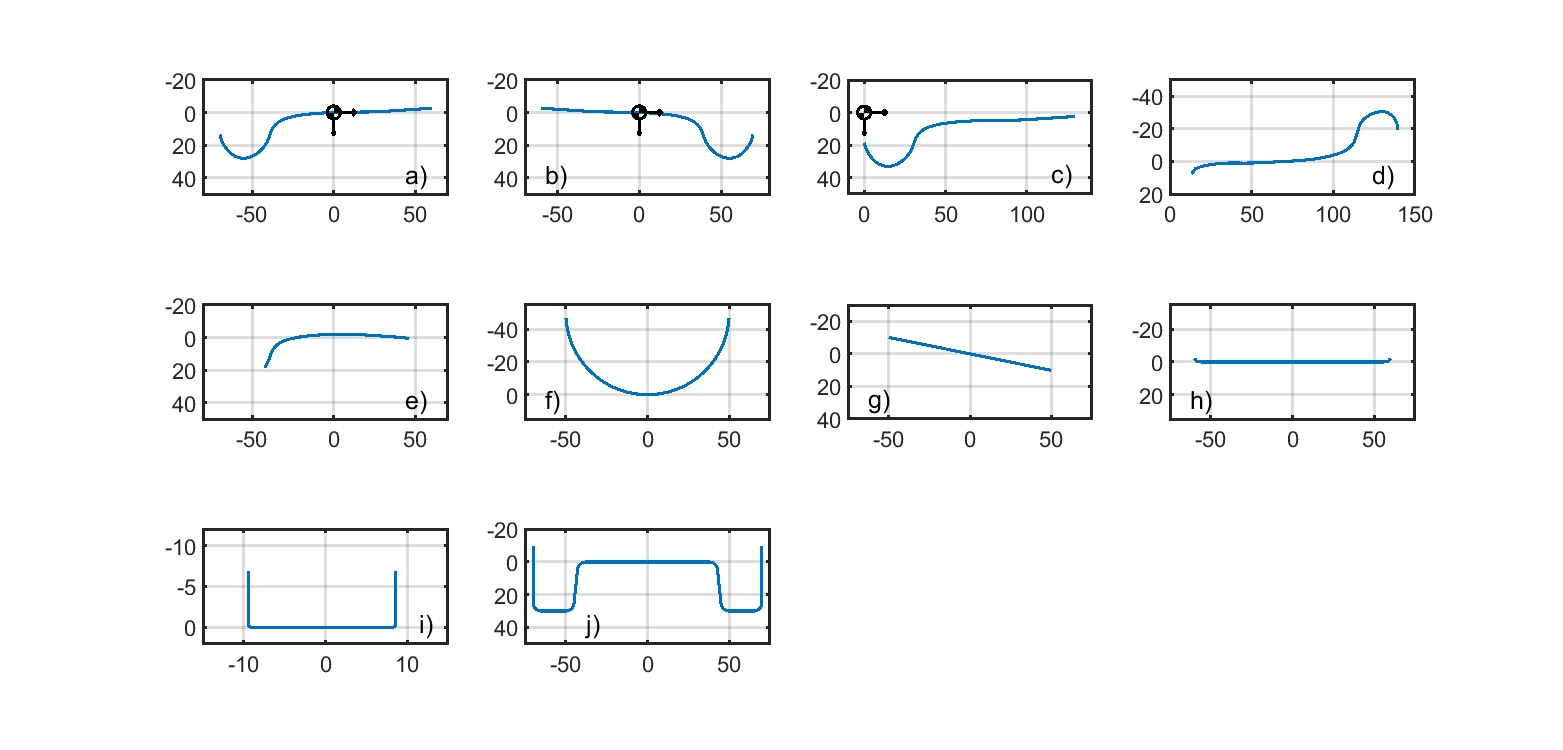 -20 -20 -20 -40
0 0 0 -20
20 20 20 0
40 a) b) 40 40 c) d) 20
-50 0 50 -50 0 50 0 50 100 0 50 100 150
-20 -40 -20 -20
0 -20 0 0
20 0 20 20
40 e) f) g) 40 h)
-50 0 50 -50 0 50 -50 0 50 -50 0 50
-10 -20
-5 0
0 20
i) j) 40
-10 0 10 -50 0 50